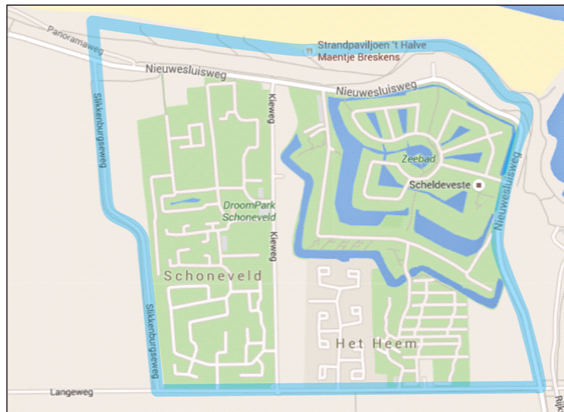 Panoramaweg
Strandpaviljoen 't Halve
Maentje Breskens
Nieuwesluisweg
Nieuwesluisweg
Kieweg
Slikkenburgseweg
Zeebad
Scheldeveste
Nieuwesluisweg
DroomPark
Schoneveld
Kieweg
Schoneveld
Slikkenburgseweg
Het Heem
Langeweg